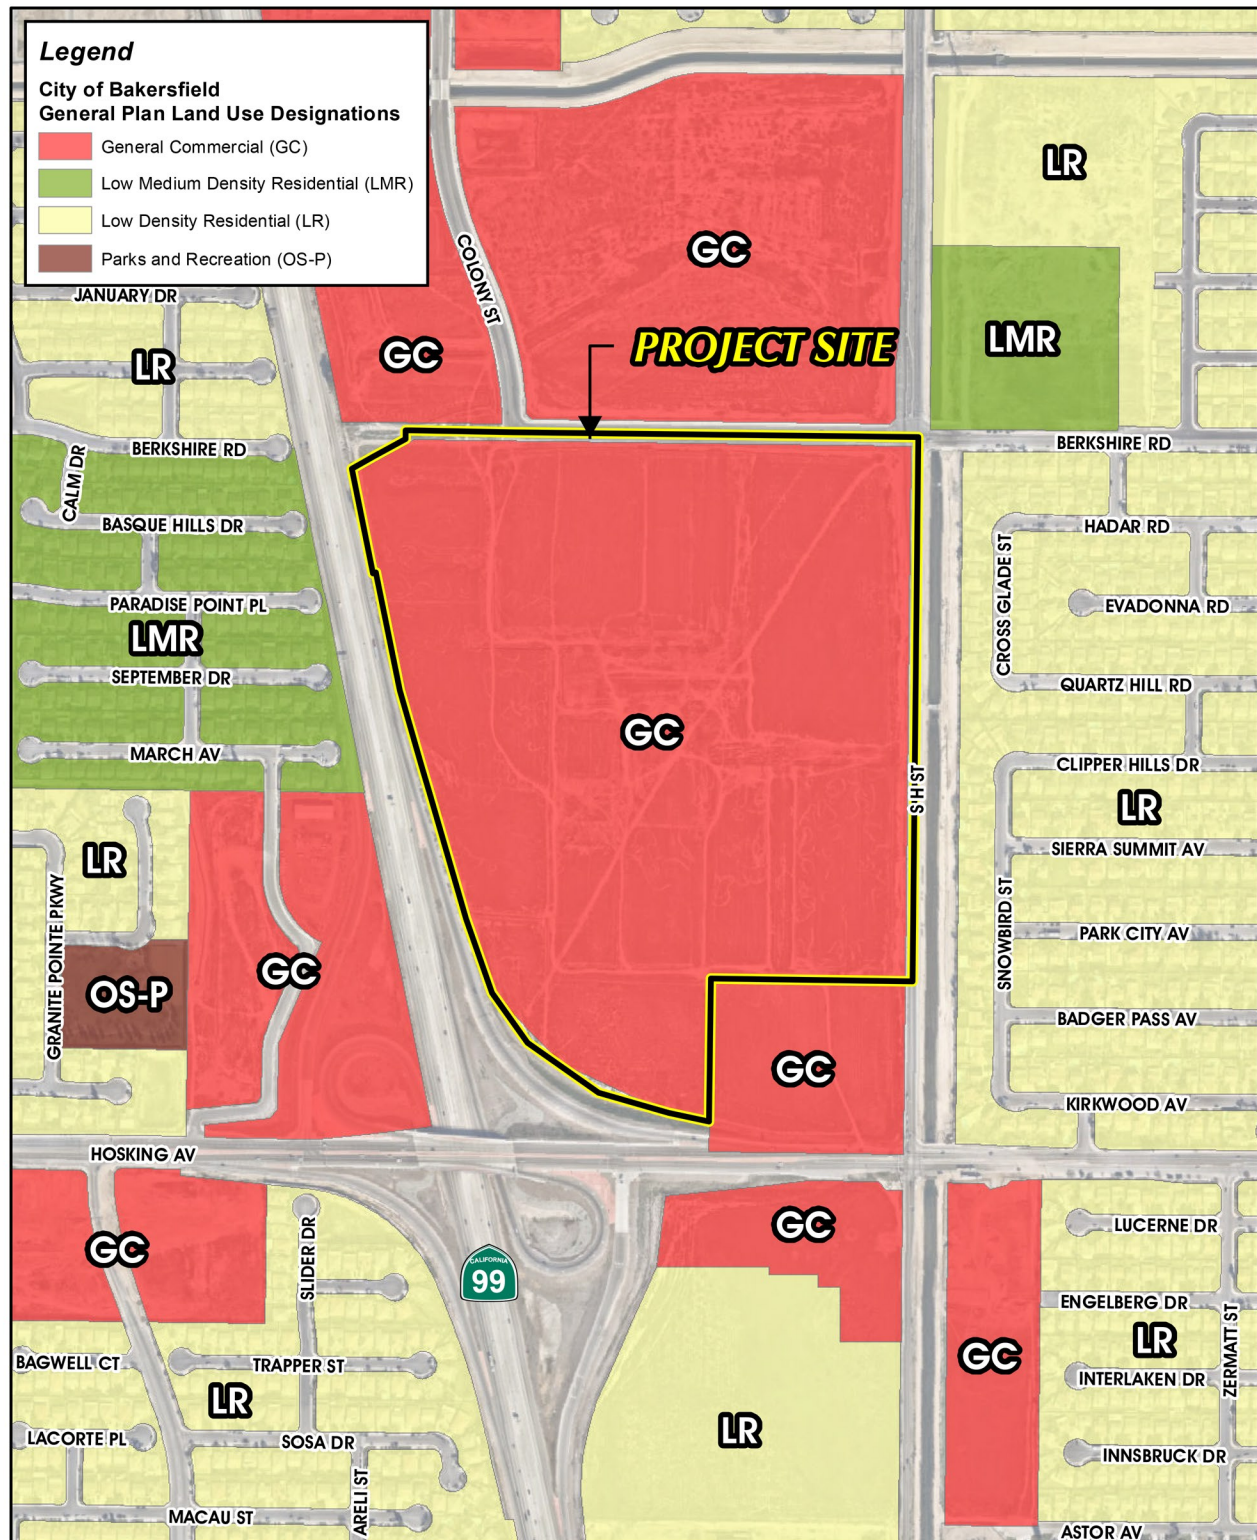 Legend
City of Bakersfield
General Plan Land Use Designations
General Commercial (GC)
Low Medium Density Residential (LMR)
Low Density Residential (LR)
Parks and Recreation (OS-P)
LR
COLONY ST
GC
JANUARY DR
LMR
PROJECT SITE
GC
LR
BERKSHIRE RD
BERKSHIRE RD
CALM DR
BASQUE HILLS DR
HADAR RD
CROSS GLADE ST
PARADISE POINT PL
EVADONNA RD
LMR
SEPTEMBER DR
QUARTZ HILL RD
GC
MARCH AV
CLIPPER HILLS DR
S H ST
LR
SIERRA SUMMIT AV
LR
GRANITE POINTE PKWY
SNOWBIRD ST
PARK CITY AV
GC
OS-P
BADGER PASS AV
GC
KIRKWOOD AV
HOSKING AV
GC
LUCERNE DR
GC
SLIDER DR
CALIFORNIA
99
ENGELBERG DR
ZERMATT ST
LR
GC
BAGWELL CT
TRAPPER ST
INTERLAKEN DR
LR
LR
LACORTE PL
SOSA DR
INNSBRUCK DR
ARELI ST
MACAU ST
ASTOR AV